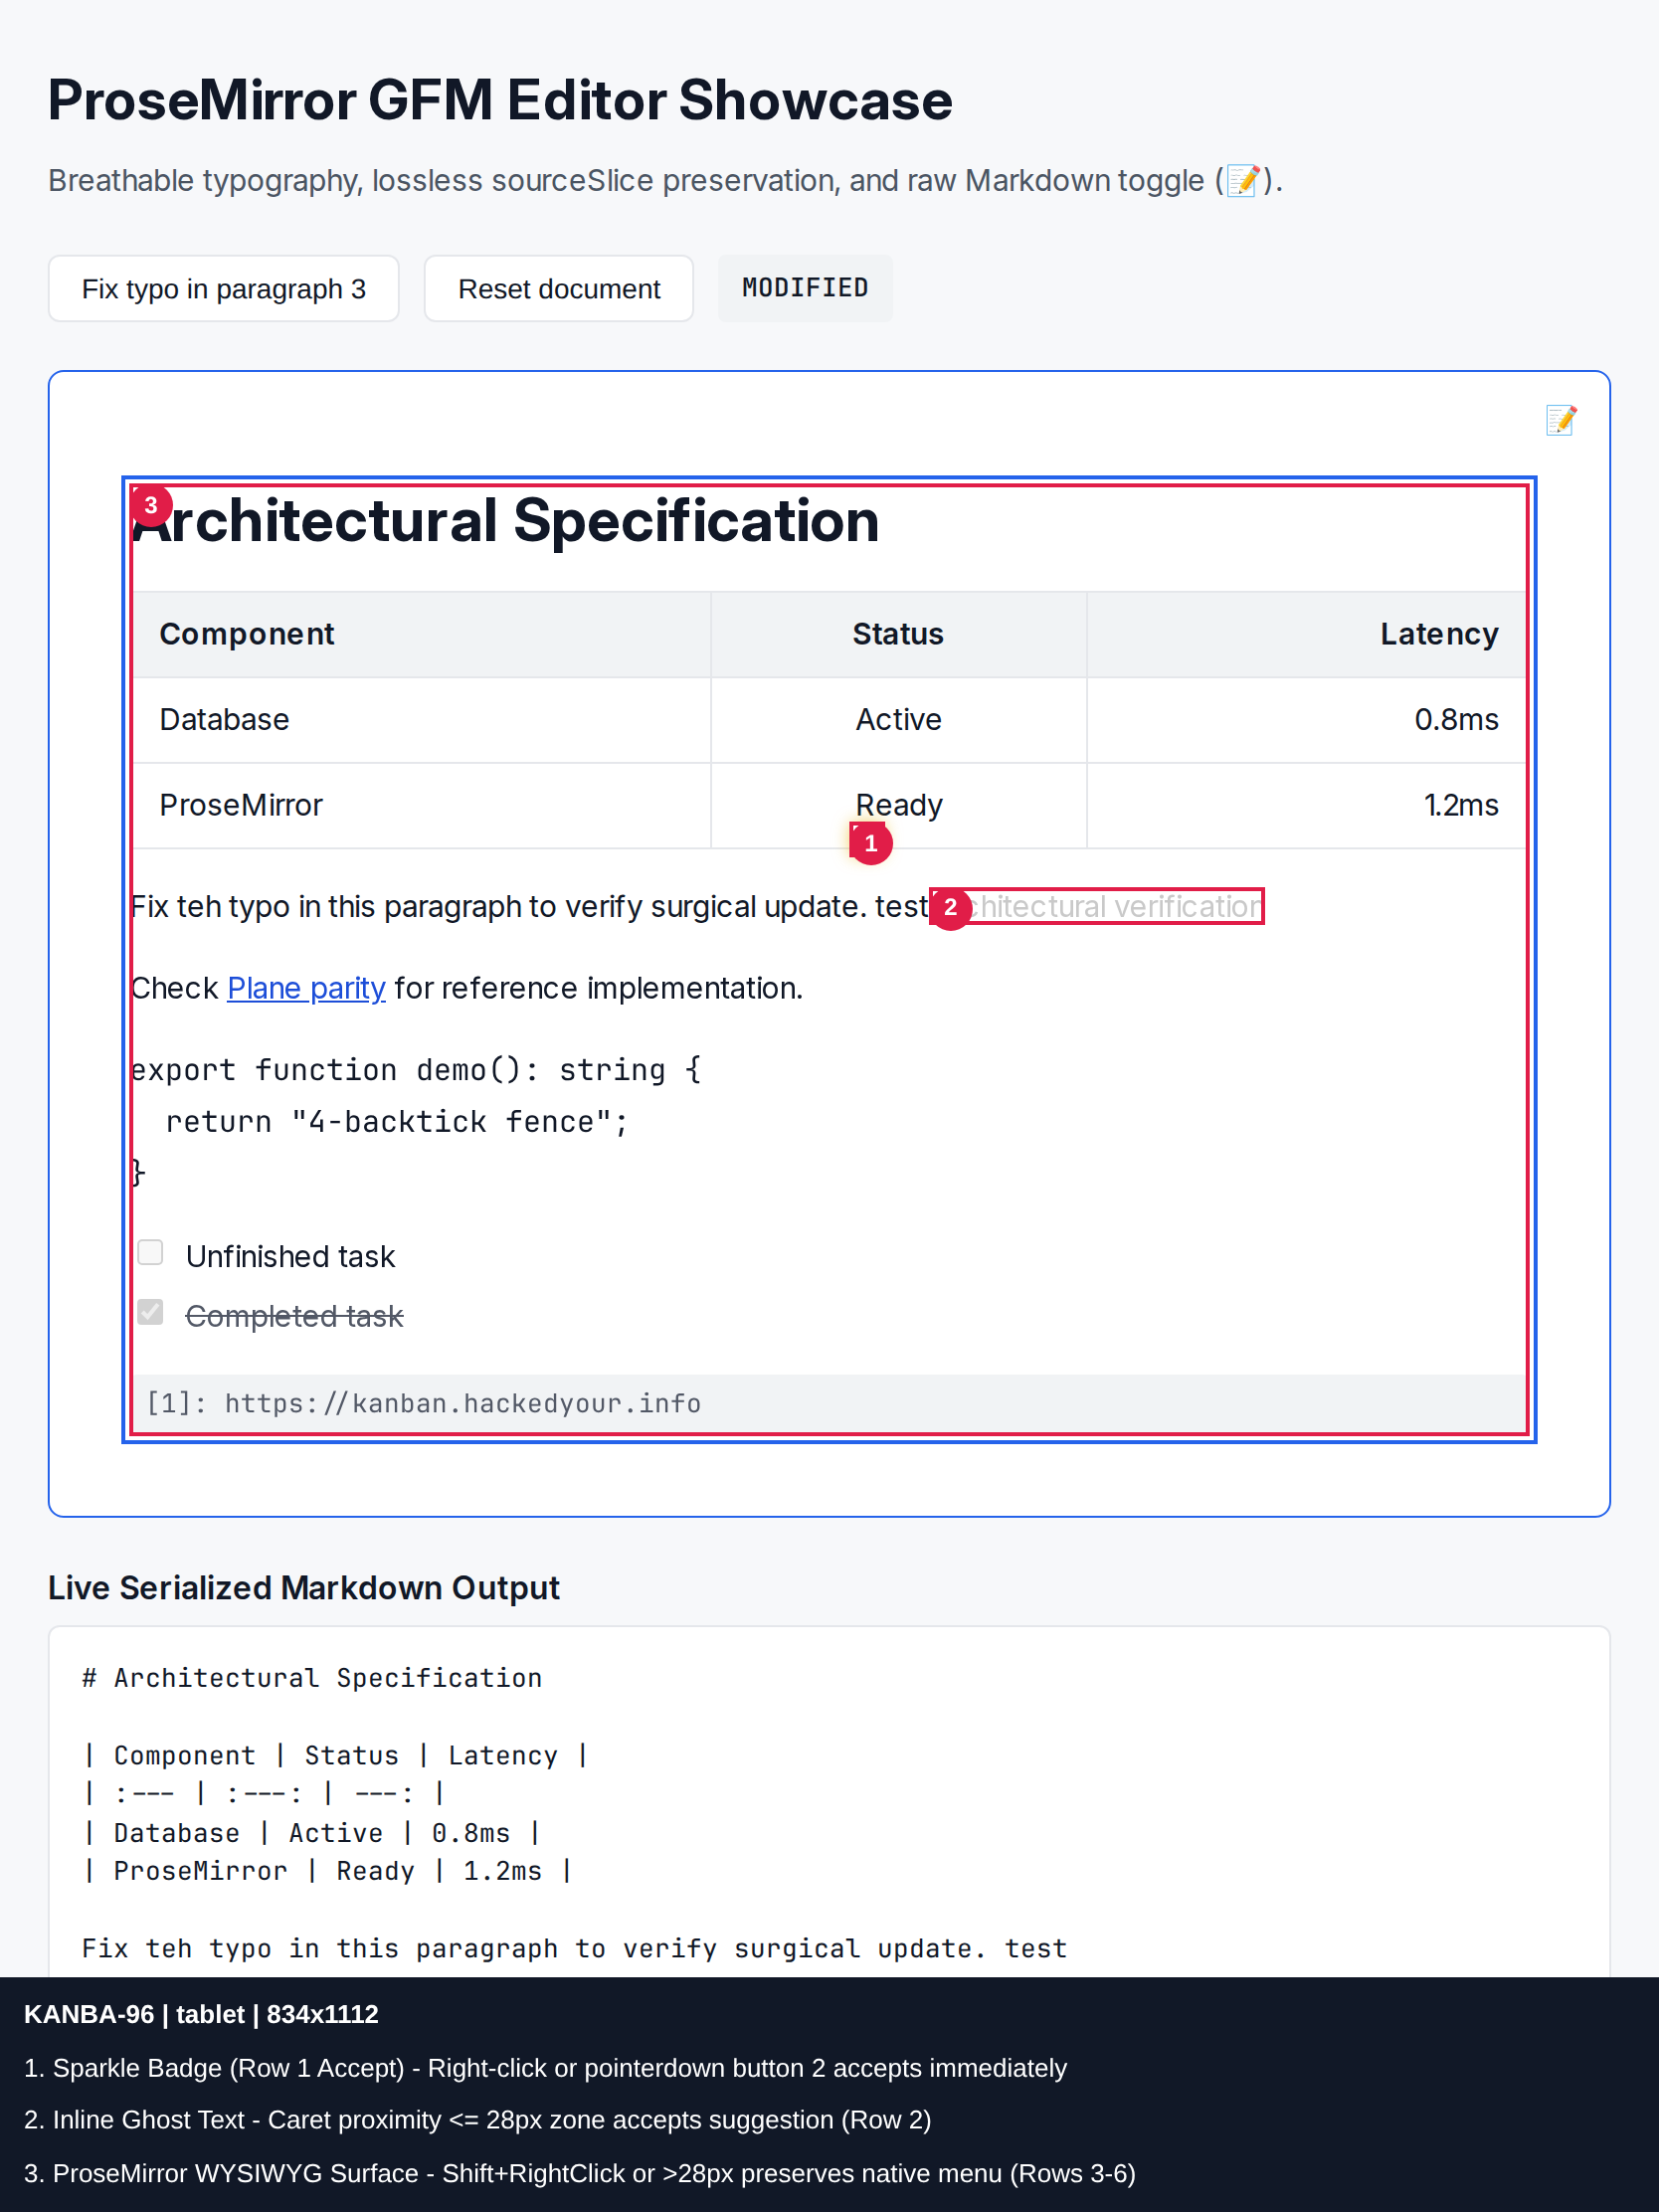 ProseMirror GFM Editor Showcase
Breathable typography, lossless sourceSlice preservation, and raw Markdown toggle (📝).
Fix typo in paragraph 3
Reset document
MODIFIED
3
Architectural Specification
Component Status Latency
Database Active 0.8ms
ProseMirror Ready 1.2ms
1
Fix teh typo in this paragraph to verify surgical update. test 2 chitectural verification
Check Plane parity for reference implementation.
export function demo(): string {
  return "4-backtick fence";
}
Unfinished task
Completed task
[1]: https://kanban.hackedyour.info
Live Serialized Markdown Output
# Architectural Specification
| Component | Status | Latency |
| :--- | :---: | ---: |
| Database | Active | 0.8ms |
| ProseMirror | Ready | 1.2ms |
Fix teh typo in this paragraph to verify surgical update. test
KANBA-96 | tablet | 834x1112
1. Sparkle Badge (Row 1 Accept) - Right-click or pointerdown button 2 accepts immediately
2. Inline Ghost Text - Caret proximity <= 28px zone accepts suggestion (Row 2)
3. ProseMirror WYSIWYG Surface - Shift+RightClick or >28px preserves native menu (Rows 3-6)